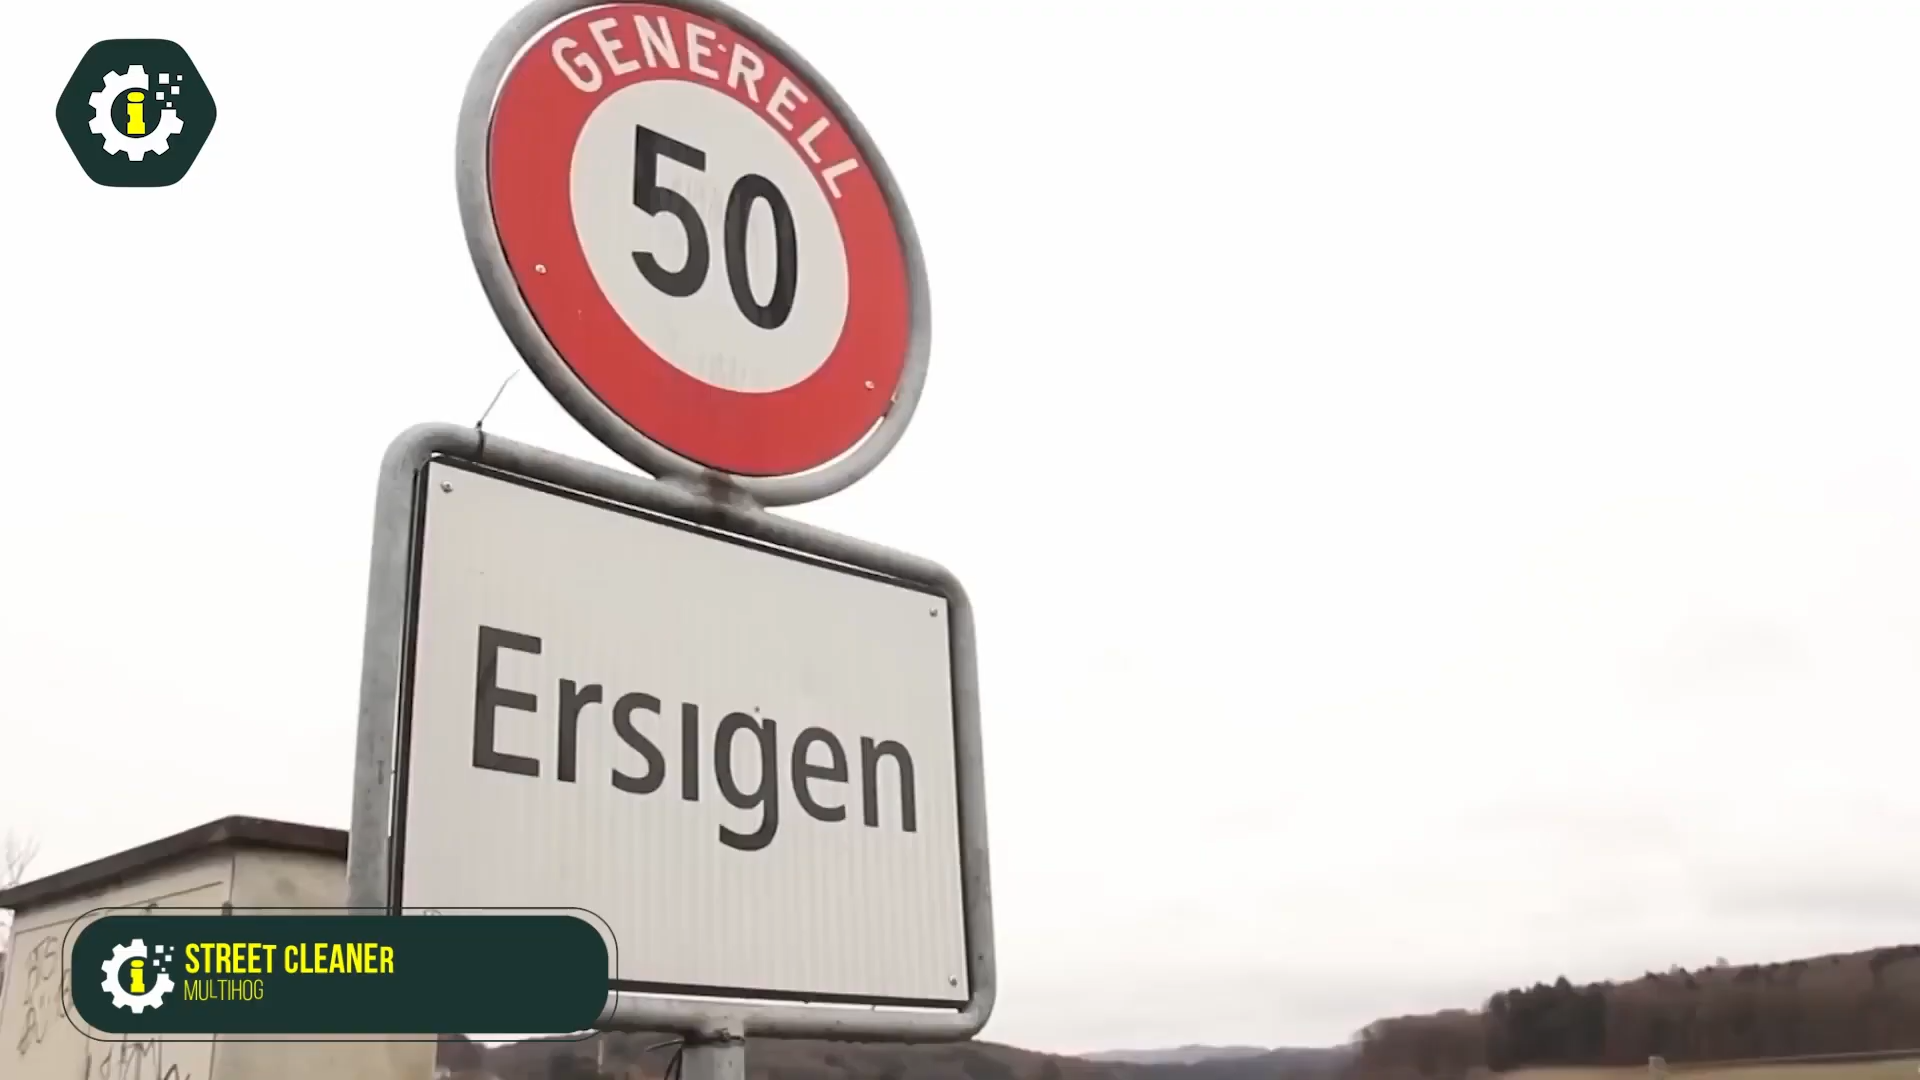 GENERELL
50
Ersigen
STREET CLEANER
MULTIHOG